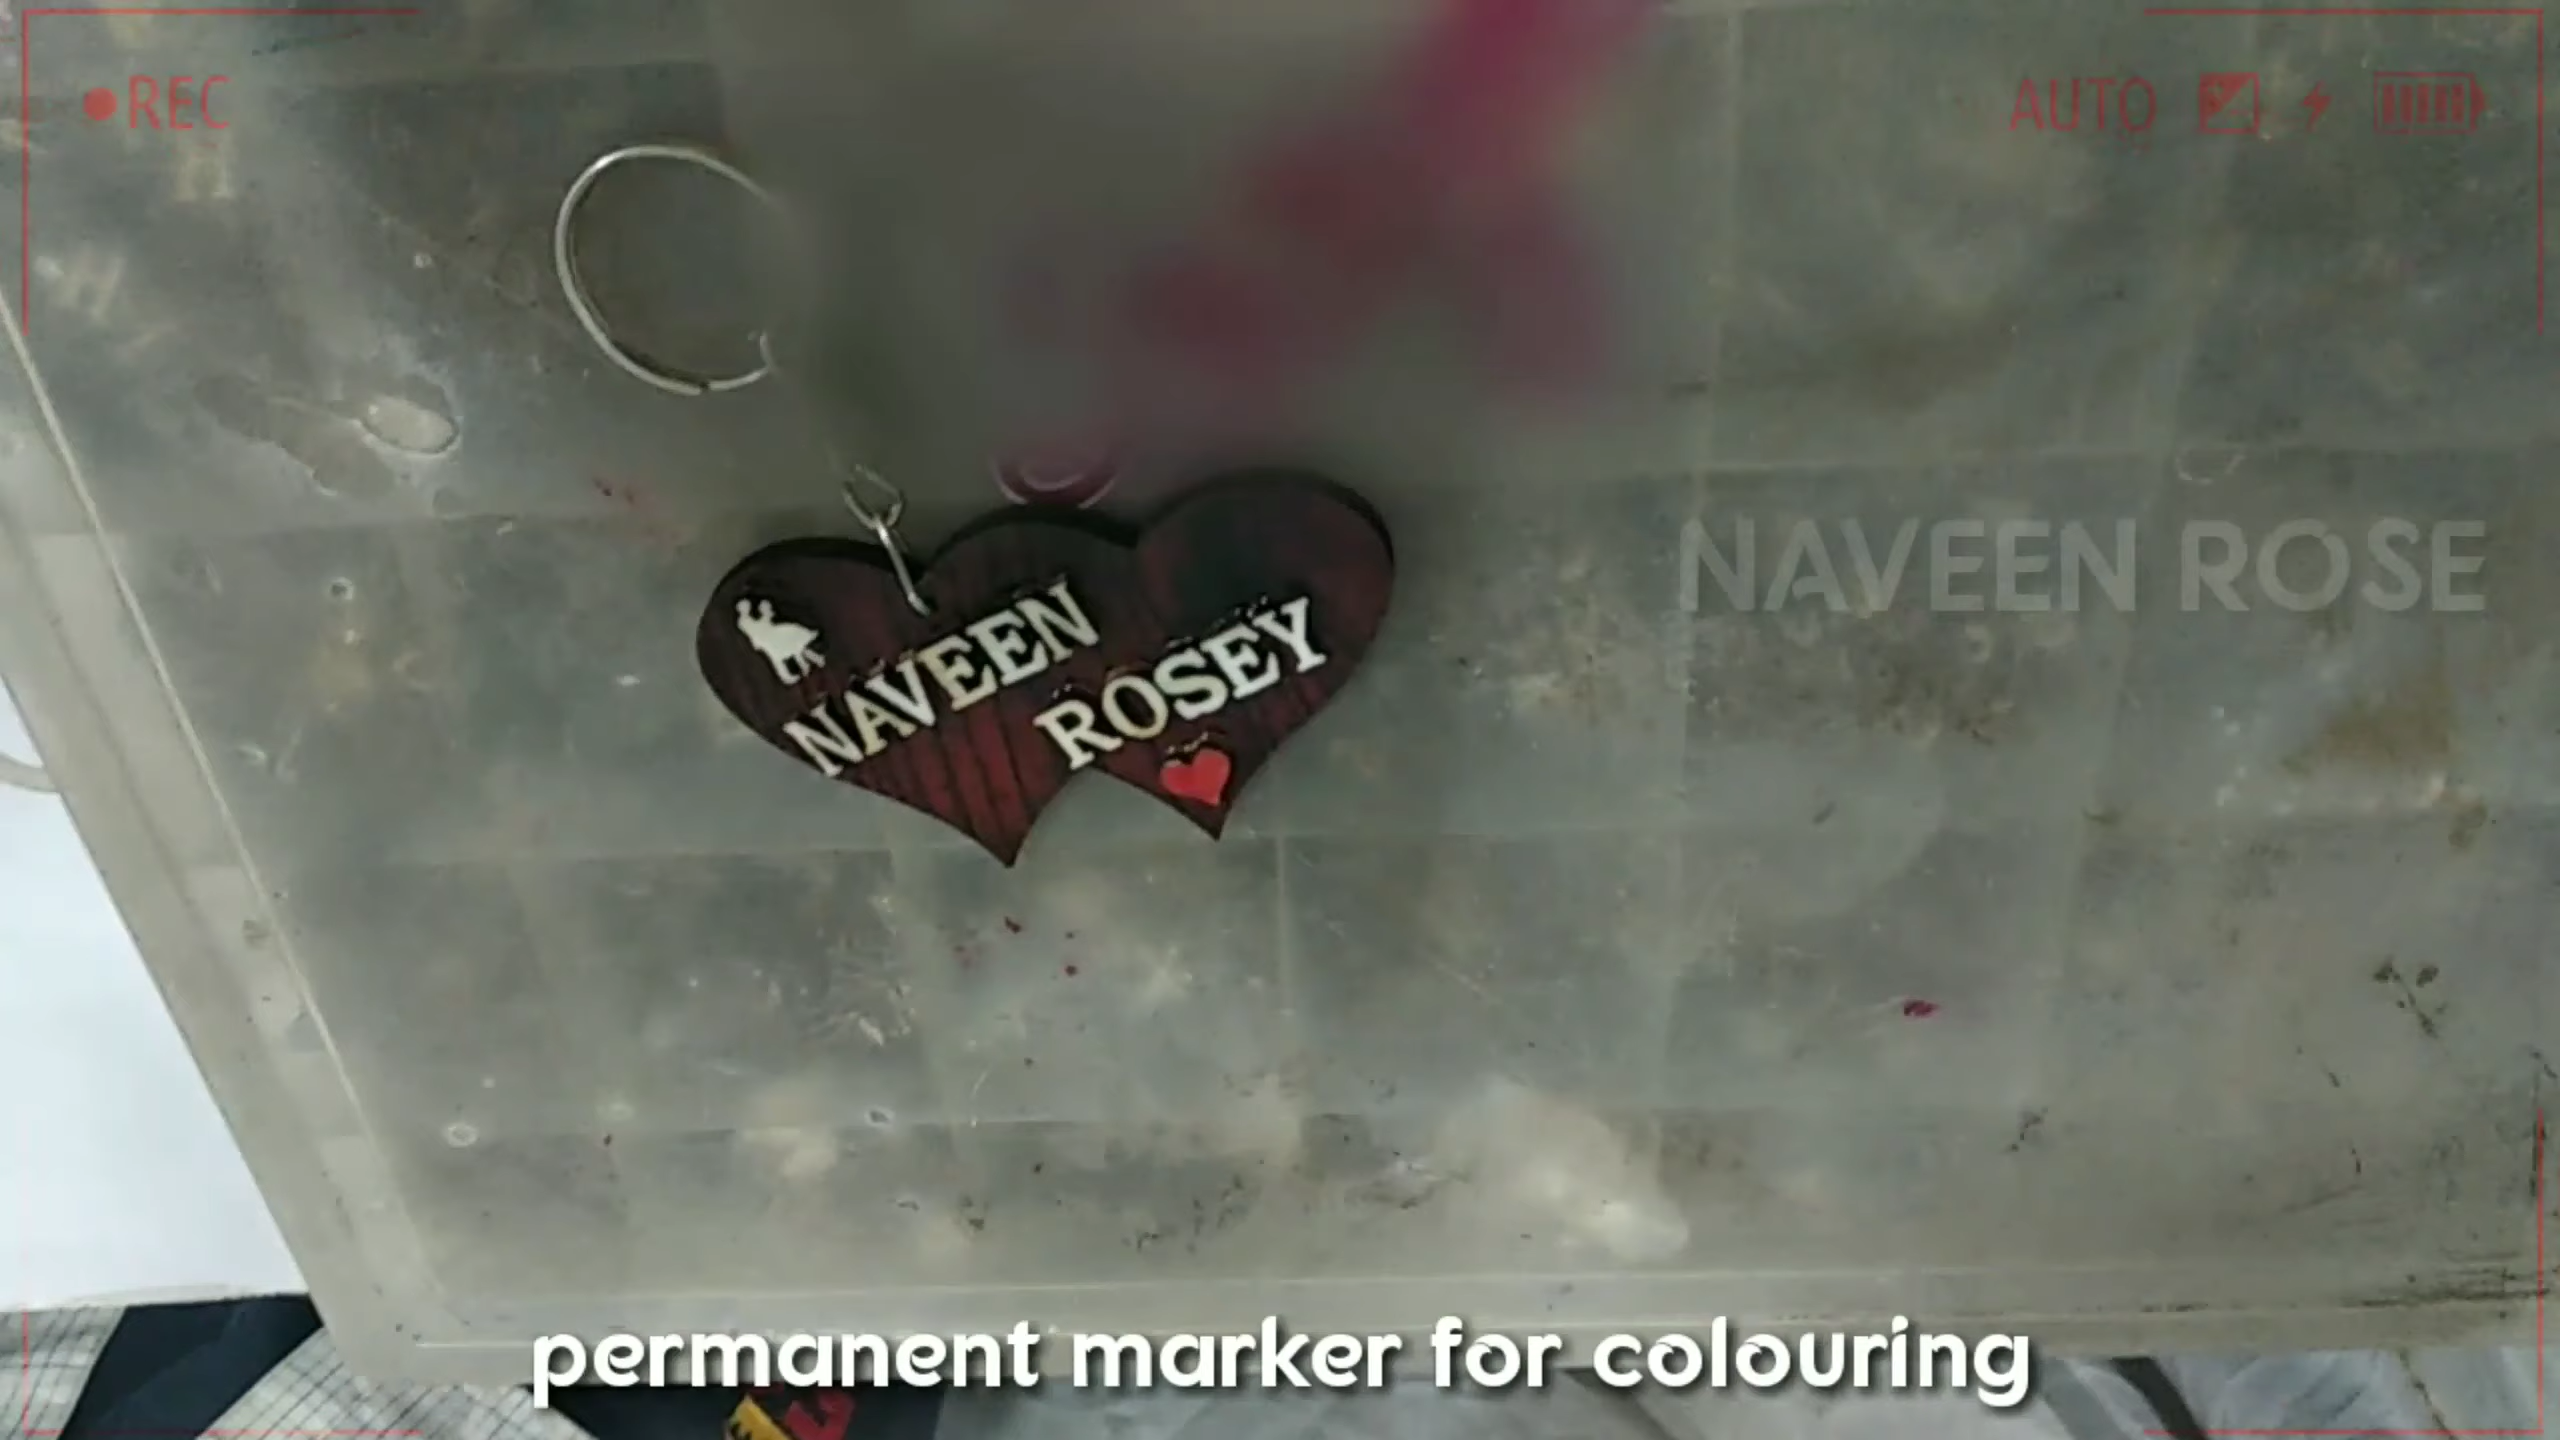 REC
AUTO
NAVEEN ROSE
NAVEEN
ROSEY
permanent marker for colouring